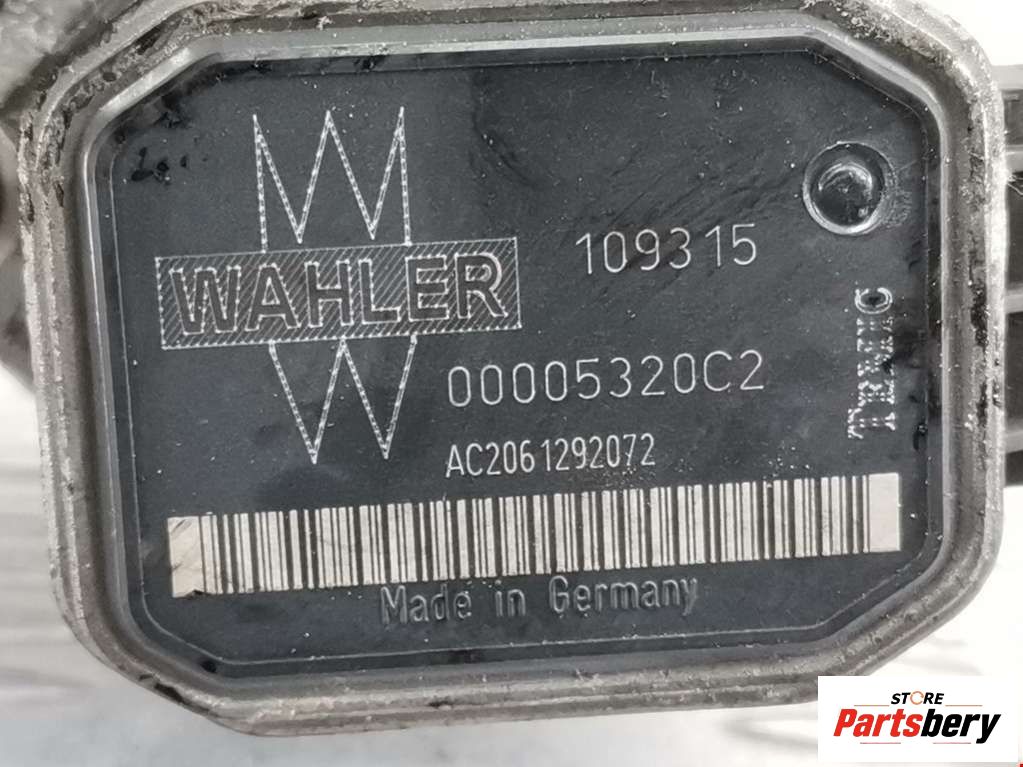 WAHLER
109315
00005320C2
AC2061292072
Made in Germany
STORE
Partsbery